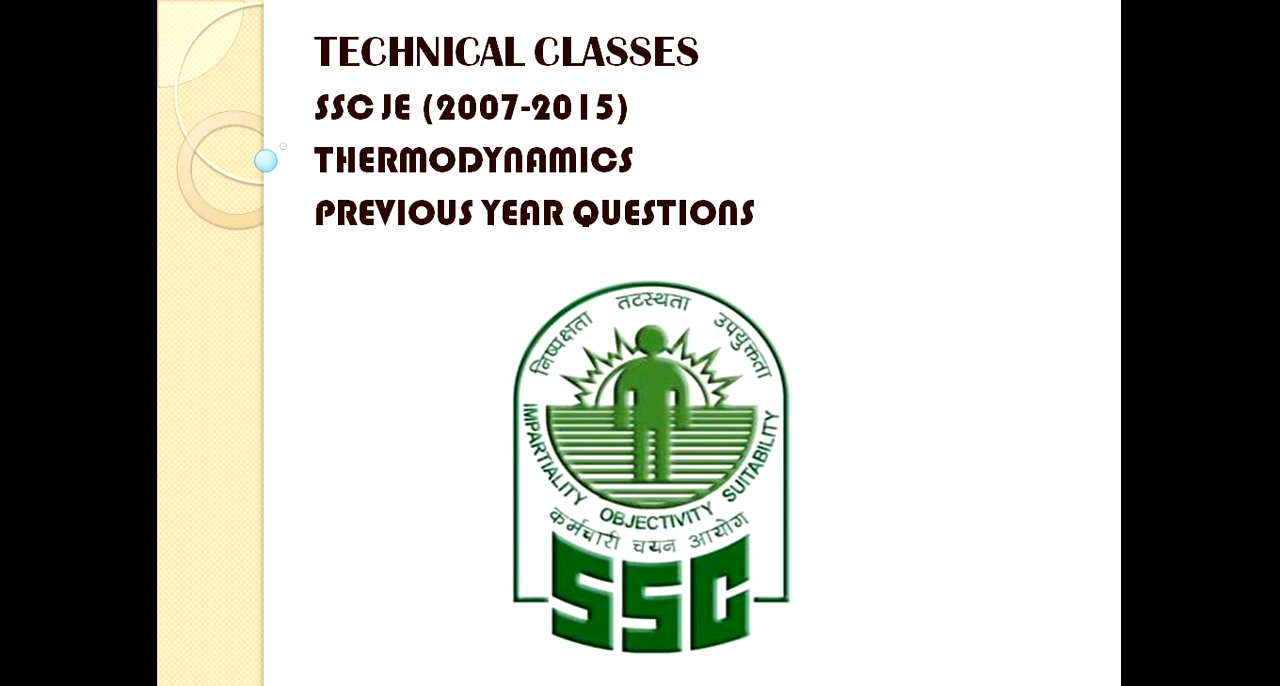 TECHNICAL CLASSES
SSC JE (2007-2015)
THERMODYNAMICS
PREVIOUS YEAR QUESTIONS
निष्पक्षता तटस्थता उपयुक्तता
IMPARTIALITY OBJECTIVITY SUITABILITY
कर्मचारी चयन आयोग
SSC